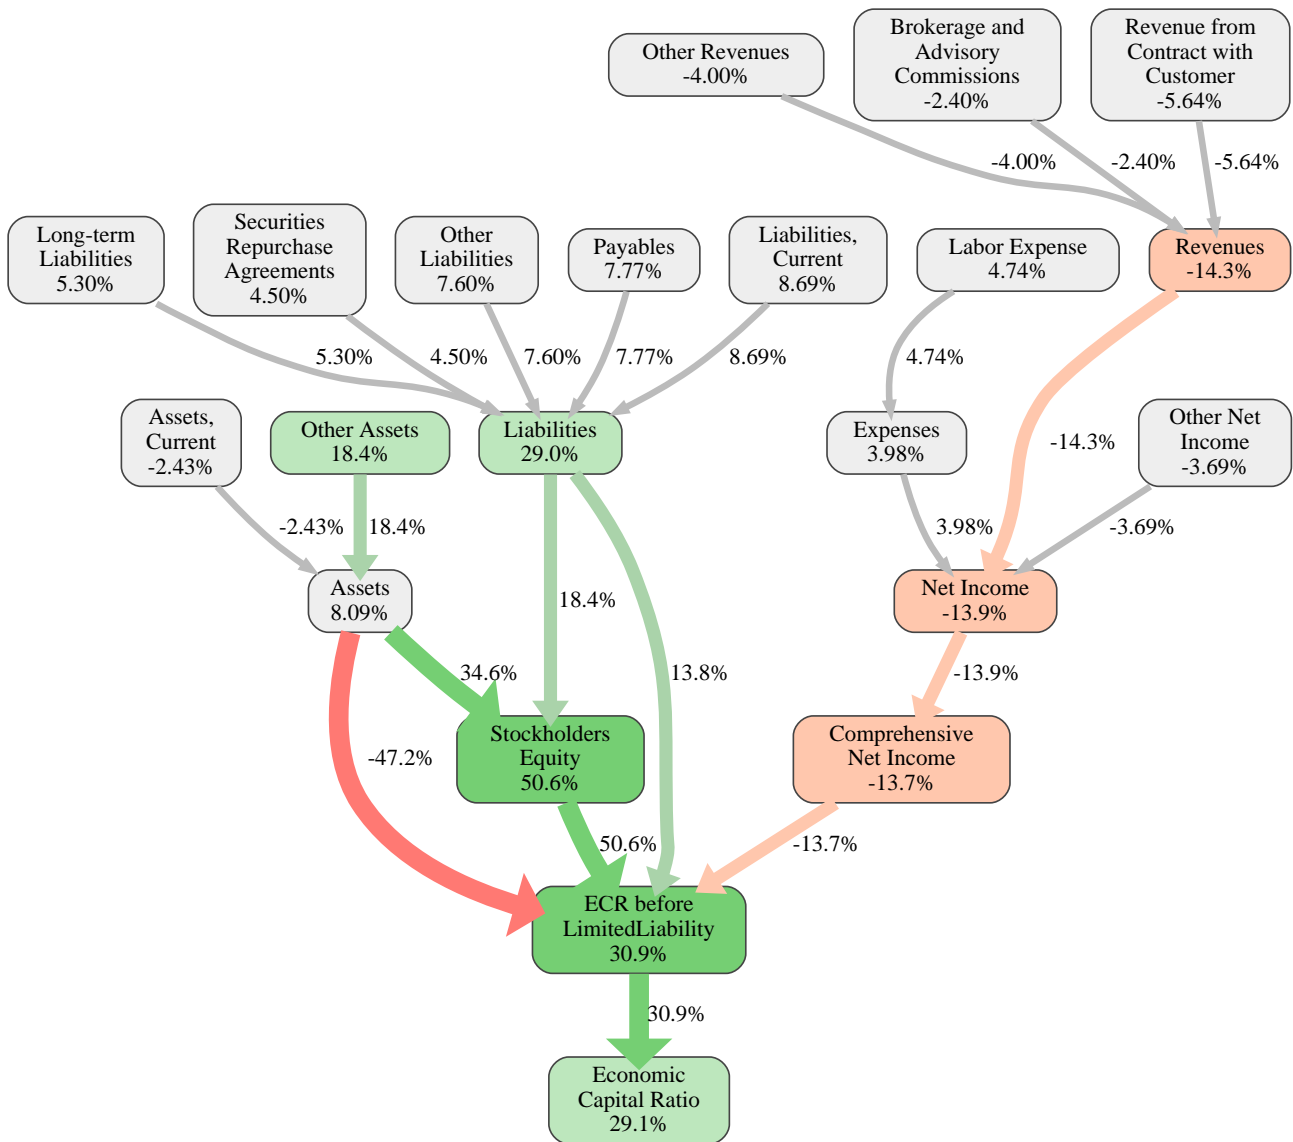 Other Revenues
-4.00%
Brokerage and
Advisory
Commissions
-2.40%
Revenue from
Contract with
Customer
-5.64%
-4.00%
-2.40%
-5.64%
Long-term
Liabilities
5.30%
Securities
Repurchase
Agreements
4.50%
Other
Liabilities
7.60%
Payables
7.77%
Liabilities,
Current
8.69%
Labor Expense
4.74%
Revenues
-14.3%
5.30%
4.50%
7.60%
7.77%
8.69%
4.74%
Assets,
Current
-2.43%
Other Assets
18.4%
Liabilities
29.0%
Expenses
3.98%
-14.3%
Other Net
Income
-3.69%
-2.43%
18.4%
3.98%
-3.69%
Assets
8.09%
18.4%
Net Income
-13.9%
34.6%
13.8%
-13.9%
-47.2%
Stockholders
Equity
50.6%
Comprehensive
Net Income
-13.7%
50.6%
-13.7%
ECR before
LimitedLiability
30.9%
30.9%
Economic
Capital Ratio
29.1%